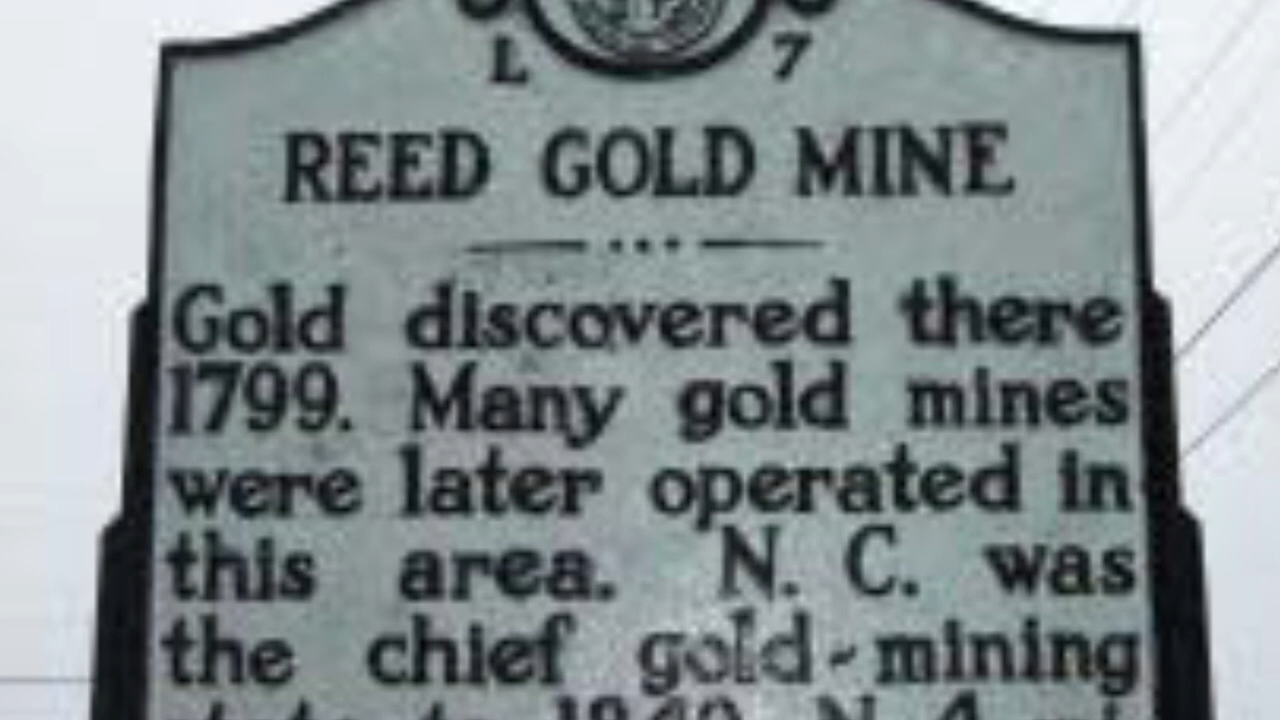 L 7
REED GOLD MINE
Gold discovered there
1799. Many gold mines
were later operated in
this area. N. C. was
the chief gold-mining